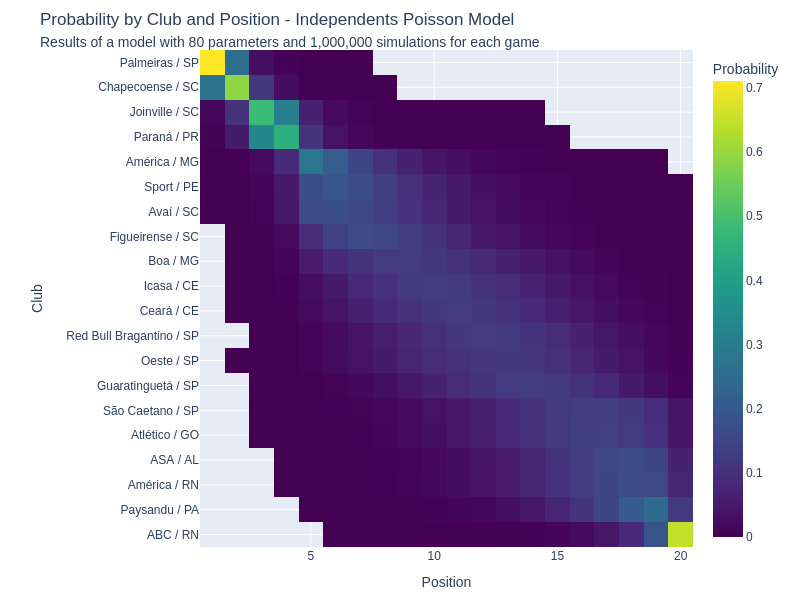 Probability by Club and Position - Independents Poisson Model
Results of a model with 80 parameters and 1,000,000 simulations for each game
Probability
Palmeiras / SP
Chapecoense / SC
Joinville / SC
Paraná / PR
América / MG
Sport / PE
Avaí / SC
Figueirense / SC
Boa / MG
Icasa / CE
Ceará / CE
Red Bull Bragantino / SP
Oeste / SP
Guaratinguetá / SP
São Caetano / SP
Atlético / GO
ASA / AL
América / RN
Paysandu / PA
ABC / RN
Club
5
10
15
20
Position
0.7
0.6
0.5
0.4
0.3
0.2
0.1
0